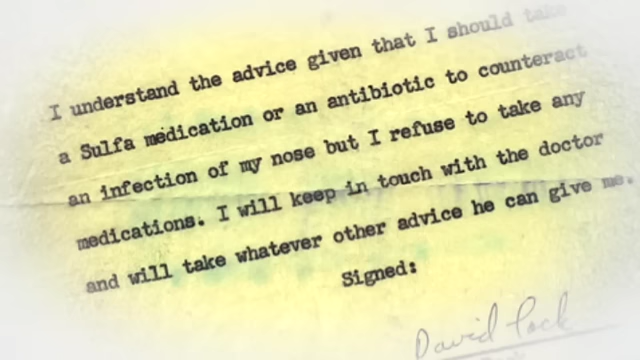 I understand the advice given that I should take
a Sulfa medication or an antibiotic to counteract
an infection of my nose but I refuse to take any
medications. I will keep in touch with the doctor
and will take whatever other advice he can give me.
Signed:
David